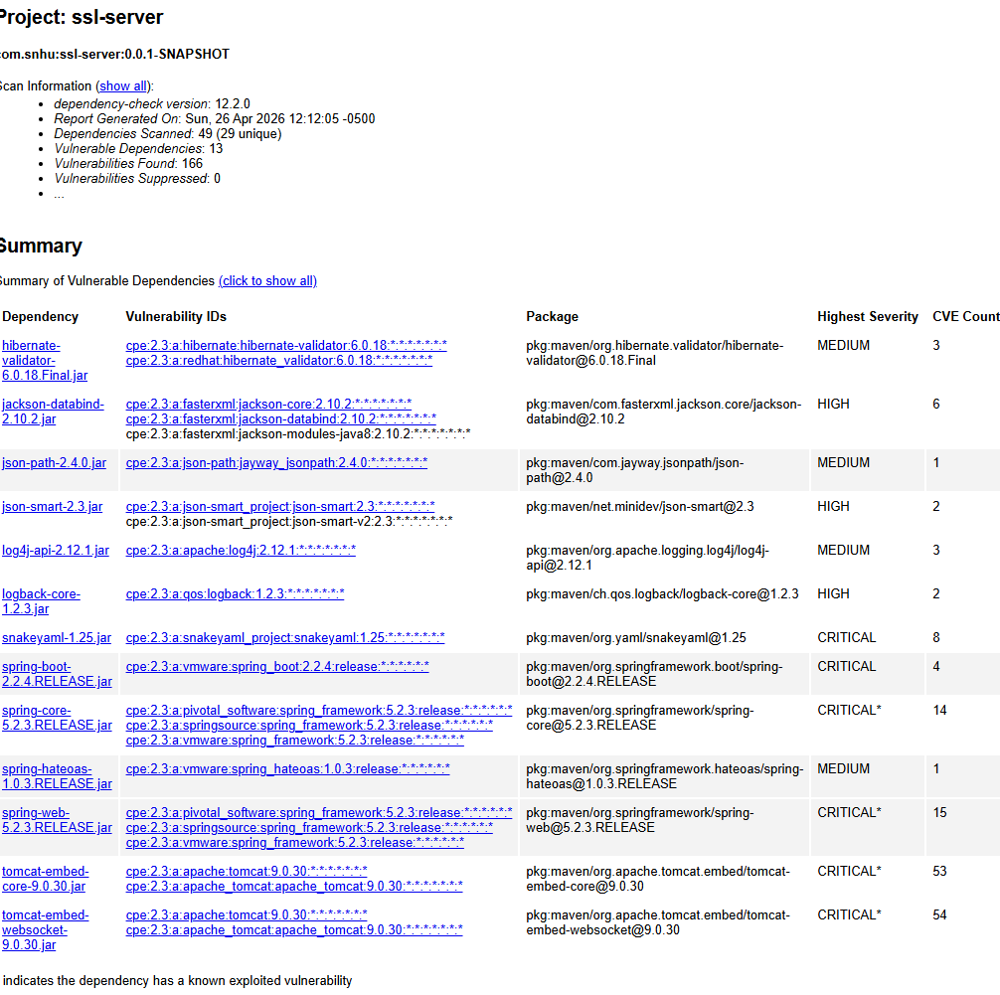 Project: ssl-server
com.snhu:ssl-server:0.0.1-SNAPSHOT
Scan Information (show all):
• dependency-check version: 12.2.0
• Report Generated On: Sun, 26 Apr 2026 12:12:05 -0500
• Dependencies Scanned: 49 (29 unique)
• Vulnerable Dependencies: 13
• Vulnerabilities Found: 166
• Vulnerabilities Suppressed: 0
• ...
Summary
Summary of Vulnerable Dependencies (click to show all)
Dependency Vulnerability IDs Package Highest Severity CVE Count
hibernate- cpe:2.3:a:hibernate:hibernate-validator:6.0.18:*:*:*:*:*:*:* pkg:maven/org.hibernate.validator/hibernate- MEDIUM 3
validator- cpe:2.3:a:redhat:hibernate_validator:6.0.18:*:*:*:*:*:*:* validator@6.0.18.Final
6.0.18.Final.jar
jackson-databind- cpe:2.3:a:fasterxml:jackson-core:2.10.2:*:*:*:*:*:*:* pkg:maven/com.fasterxml.jackson.core/jackson- HIGH 6
2.10.2.jar cpe:2.3:a:fasterxml:jackson-databind:2.10.2:*:*:*:*:*:*:* databind@2.10.2
cpe:2.3:a:fasterxml:jackson-modules-java8:2.10.2:*:*:*:*:*:*:*
json-path-2.4.0.jar cpe:2.3:a:json-path:jayway_jsonpath:2.4.0:*:*:*:*:*:*:* pkg:maven/com.jayway.jsonpath/json- MEDIUM 1
path@2.4.0
json-smart-2.3.jar cpe:2.3:a:json-smart_project:json-smart:2.3:*:*:*:*:*:*:* pkg:maven/net.minidev/json-smart@2.3 HIGH 2
cpe:2.3:a:json-smart_project:json-smart-v2:2.3:*:*:*:*:*:*:*
log4j-api-2.12.1.jar cpe:2.3:a:apache:log4j:2.12.1:*:*:*:*:*:*:* pkg:maven/org.apache.logging.log4j/log4j- MEDIUM 3
api@2.12.1
logback-core- cpe:2.3:a:qos:logback:1.2.3:*:*:*:*:*:*:* pkg:maven/ch.qos.logback/logback-core@1.2.3 HIGH 2
1.2.3.jar
snakeyaml-1.25.jar cpe:2.3:a:snakeyaml_project:snakeyaml:1.25:*:*:*:*:*:*:* pkg:maven/org.yaml/snakeyaml@1.25 CRITICAL 8
spring-boot- cpe:2.3:a:vmware:spring_boot:2.2.4:release:*:*:*:*:*:* pkg:maven/org.springframework.boot/spring- CRITICAL 4
2.2.4.RELEASE.jar boot@2.2.4.RELEASE
spring-core- cpe:2.3:a:pivotal_software:spring_framework:5.2.3:release:*:*:*:*:*:* pkg:maven/org.springframework/spring- CRITICAL* 14
5.2.3.RELEASE.jar cpe:2.3:a:springsource:spring_framework:5.2.3:release:*:*:*:*:*:* core@5.2.3.RELEASE
cpe:2.3:a:vmware:spring_framework:5.2.3:release:*:*:*:*:*:*
spring-hateoas- cpe:2.3:a:vmware:spring_hateoas:1.0.3:release:*:*:*:*:*:* pkg:maven/org.springframework.hateoas/spring- MEDIUM 1
1.0.3.RELEASE.jar hateoas@1.0.3.RELEASE
spring-web- cpe:2.3:a:pivotal_software:spring_framework:5.2.3:release:*:*:*:*:*:* pkg:maven/org.springframework/spring- CRITICAL* 15
5.2.3.RELEASE.jar cpe:2.3:a:springsource:spring_framework:5.2.3:release:*:*:*:*:*:* web@5.2.3.RELEASE
cpe:2.3:a:vmware:spring_framework:5.2.3:release:*:*:*:*:*:*
tomcat-embed- cpe:2.3:a:apache:tomcat:9.0.30:*:*:*:*:*:*:* pkg:maven/org.apache.tomcat.embed/tomcat- CRITICAL* 53
core-9.0.30.jar cpe:2.3:a:apache_tomcat:apache_tomcat:9.0.30:*:*:*:*:*:*:* embed-core@9.0.30
tomcat-embed- cpe:2.3:a:apache:tomcat:9.0.30:*:*:*:*:*:*:* pkg:maven/org.apache.tomcat.embed/tomcat- CRITICAL* 54
websocket- cpe:2.3:a:apache_tomcat:apache_tomcat:9.0.30:*:*:*:*:*:*:* embed-websocket@9.0.30
9.0.30.jar
indicates the dependency has a known exploited vulnerability